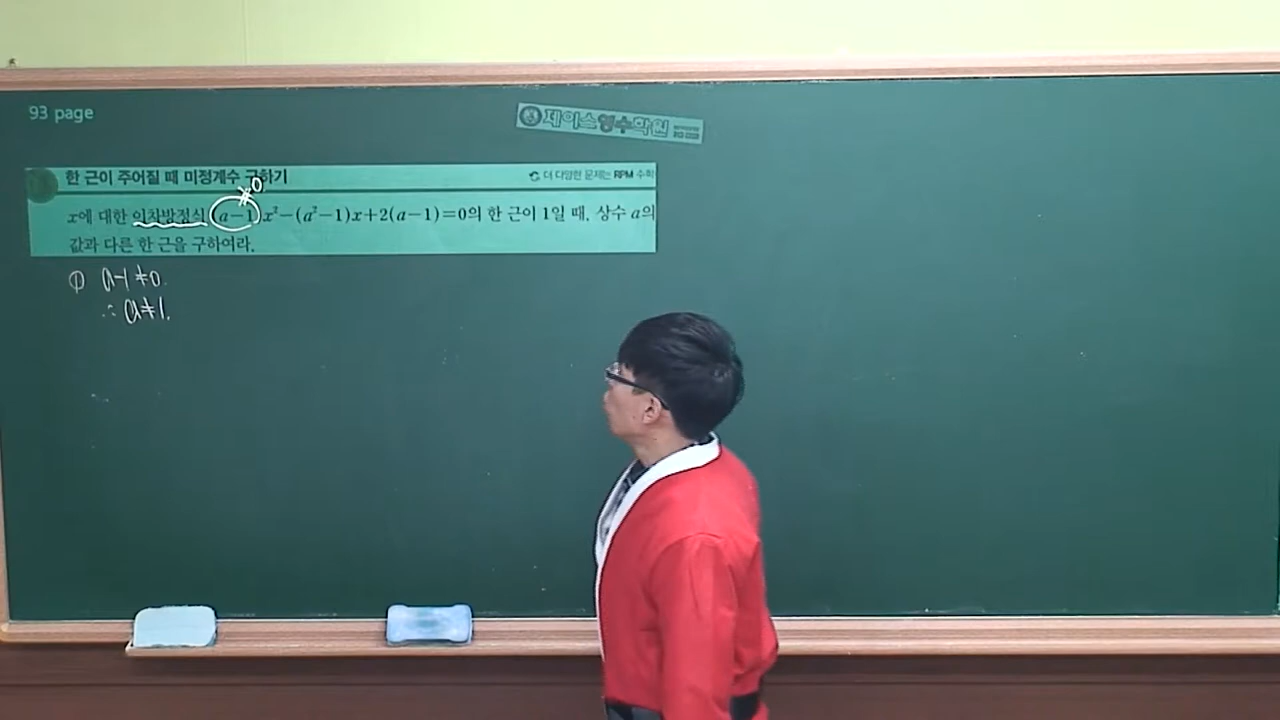 93 page
제이스영수학원
한 근이 주어질 때 미정계수 구하기
더 다양한 문제는 RPM 수학
≠0
x에 대한 이차방정식 (a−1)x²−(a²−1)x+2(a−1)=0의 한 근이 1일 때, 상수 a의
값과 다른 한 근을 구하여라.
① a−1≠0.
∴ a≠1.